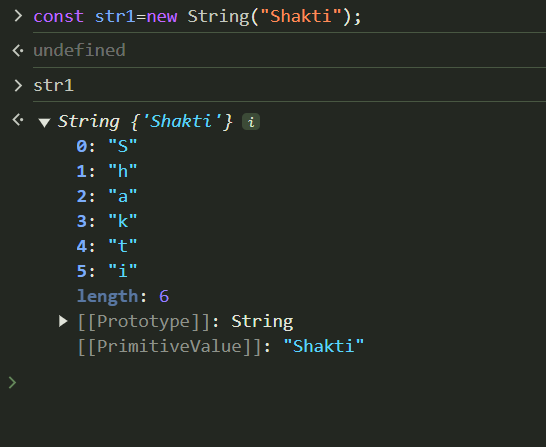 > const str1=new String("Shakti");
<· undefined
> str1
<· ▼ String {'Shakti'} i
0: "S"
1: "h"
2: "a"
3: "k"
4: "t"
5: "i"
length: 6
▶ [[Prototype]]: String
[[PrimitiveValue]]: "Shakti"
>